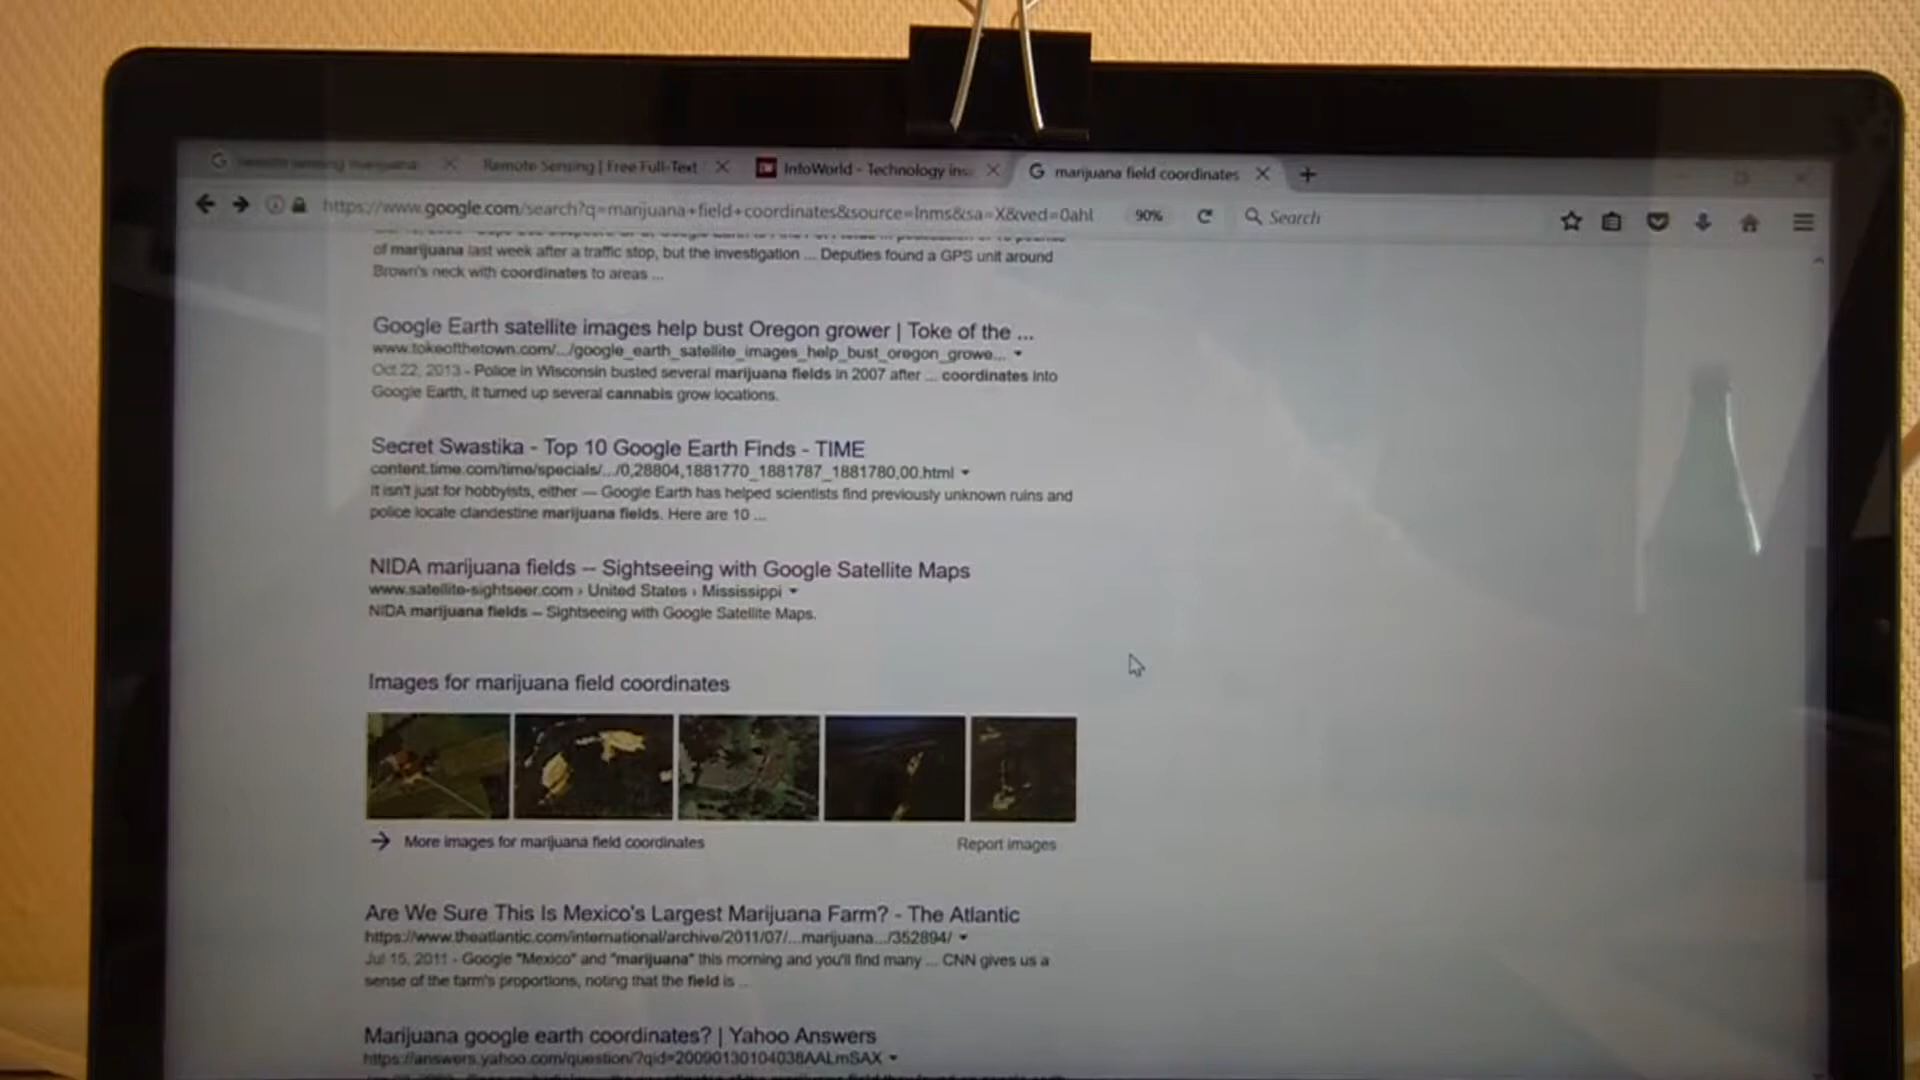 Remote Sensing | Free Full-Text
InfoWorld - Technology ins
marijuana field coordinates
https://www.google.com/search?q=marijuana+field+coordinates&source=lnms&sa=X&ved=0ahl
90%
Search
of marijuana last week after a traffic stop, but the investigation ... Deputies found a GPS unit around
Brown's neck with coordinates to areas ...
Google Earth satellite images help bust Oregon grower | Toke of the ...
www.tokeofthetown.com/.../google_earth_satellite_images_help_bust_oregon_growe...
Oct 22, 2013 - Police in Wisconsin busted several marijuana fields in 2007 after ... coordinates into
Google Earth, it turned up several cannabis grow locations.
Secret Swastika - Top 10 Google Earth Finds - TIME
content.time.com/time/specials/.../0,28804,1881770_1881787_1881780,00.html
It isn't just for hobbyists, either — Google Earth has helped scientists find previously unknown ruins and
police locate clandestine marijuana fields. Here are 10 ...
NIDA marijuana fields – Sightseeing with Google Satellite Maps
www.satellite-sightseer.com › United States › Mississippi
NIDA marijuana fields – Sightseeing with Google Satellite Maps.
Images for marijuana field coordinates
More images for marijuana field coordinates
Report images
Are We Sure This Is Mexico's Largest Marijuana Farm? - The Atlantic
https://www.theatlantic.com/international/archive/2011/07/...marijuana.../352894/
Jul 15, 2011 - Google "Mexico" and "marijuana" this morning and you'll find many ... CNN gives us a
sense of the farm's proportions, noting that the field is ...
Marijuana google earth coordinates? | Yahoo Answers
https://answers.yahoo.com/question/?qid=20090130104038AALmSAX